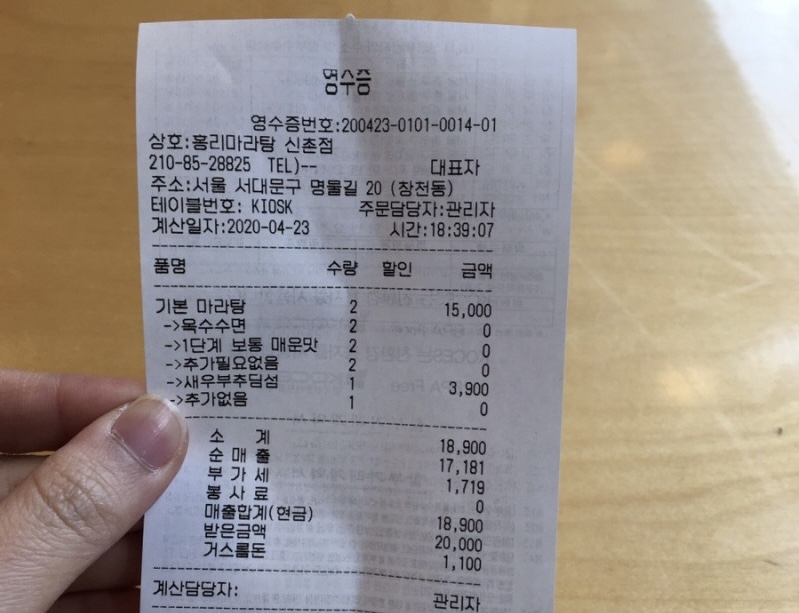 영수증
영수증번호:200423-0101-0014-01
상호:홍리마라탕 신촌점
210-85-28825 TEL)-- 대표자
주소:서울 서대문구 명물길 20 (창전동)
테이블번호: KIOSK 주문담당자:관리자
계산일자:2020-04-23 시간:18:39:07
품명 수량 할인 금액
기본 마라탕 2 15,000
->옥수수면 2 0
->1단계 보통 매운맛 2 0
->추가필요없음 2 0
->새우부추딤섬 1 3,900
->추가없음 1 0
소 계 18,900
순 매 출 17,181
부 가 세 1,719
봉 사 료 0
매출합계(현금) 18,900
받은금액 20,000
거스름돈 1,100
계산담당자: 관리자